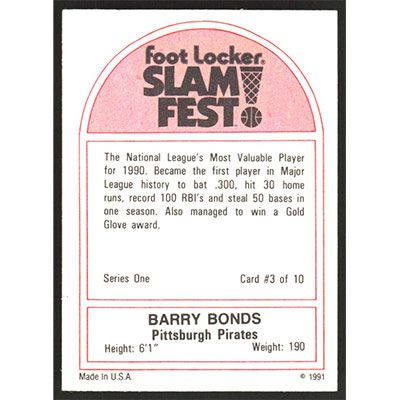 foot Locker®
SLAM
FEST!
The National League's Most Valuable Player
for 1990. Became the first player in Major
League history to bat .300, hit 30 home
runs, record 100 RBI's and steal 50 bases in
one season. Also managed to win a Gold
Glove award.
Series One Card #3 of 10
BARRY BONDS
Pittsburgh Pirates
Height: 6'1" Weight: 190
Made In U.S.A. © 1991